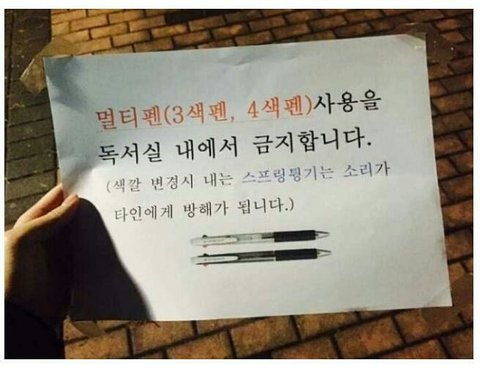 멀티펜(3색펜, 4색펜)사용을
독서실 내에서 금지합니다.
(색깔 변경시 내는 스프링튕기는 소리가
타인에게 방해가 됩니다.)